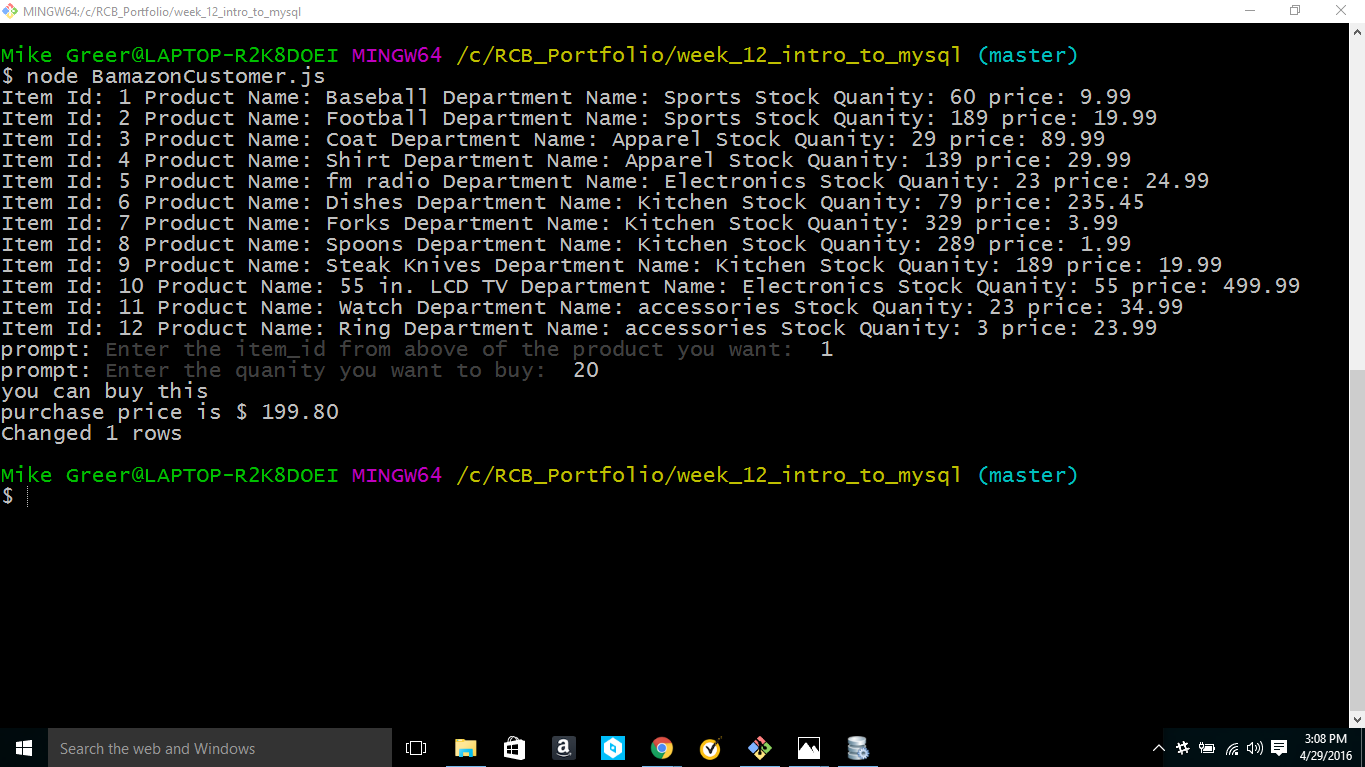 MINGW64:/c/RCB_Portfolio/week_12_intro_to_mysql
Mike Greer@LAPTOP-R2K8DOEI MINGW64 /c/RCB_Portfolio/week_12_intro_to_mysql (master)
$ node BamazonCustomer.js
Item Id: 1 Product Name: Baseball Department Name: Sports Stock Quanity: 60 price: 9.99
Item Id: 2 Product Name: Football Department Name: Sports Stock Quanity: 189 price: 19.99
Item Id: 3 Product Name: Coat Department Name: Apparel Stock Quanity: 29 price: 89.99
Item Id: 4 Product Name: Shirt Department Name: Apparel Stock Quanity: 139 price: 29.99
Item Id: 5 Product Name: fm radio Department Name: Electronics Stock Quanity: 23 price: 24.99
Item Id: 6 Product Name: Dishes Department Name: Kitchen Stock Quanity: 79 price: 235.45
Item Id: 7 Product Name: Forks Department Name: Kitchen Stock Quanity: 329 price: 3.99
Item Id: 8 Product Name: Spoons Department Name: Kitchen Stock Quanity: 289 price: 1.99
Item Id: 9 Product Name: Steak Knives Department Name: Kitchen Stock Quanity: 189 price: 19.99
Item Id: 10 Product Name: 55 in. LCD TV Department Name: Electronics Stock Quanity: 55 price: 499.99
Item Id: 11 Product Name: Watch Department Name: accessories Stock Quanity: 23 price: 34.99
Item Id: 12 Product Name: Ring Department Name: accessories Stock Quanity: 3 price: 23.99
prompt: Enter the item_id from above of the product you want:  1
prompt: Enter the quanity you want to buy:  20
you can buy this
purchase price is $ 199.80
Changed 1 rows
Mike Greer@LAPTOP-R2K8DOEI MINGW64 /c/RCB_Portfolio/week_12_intro_to_mysql (master)
$
Search the web and Windows
3:08 PM
4/29/2016